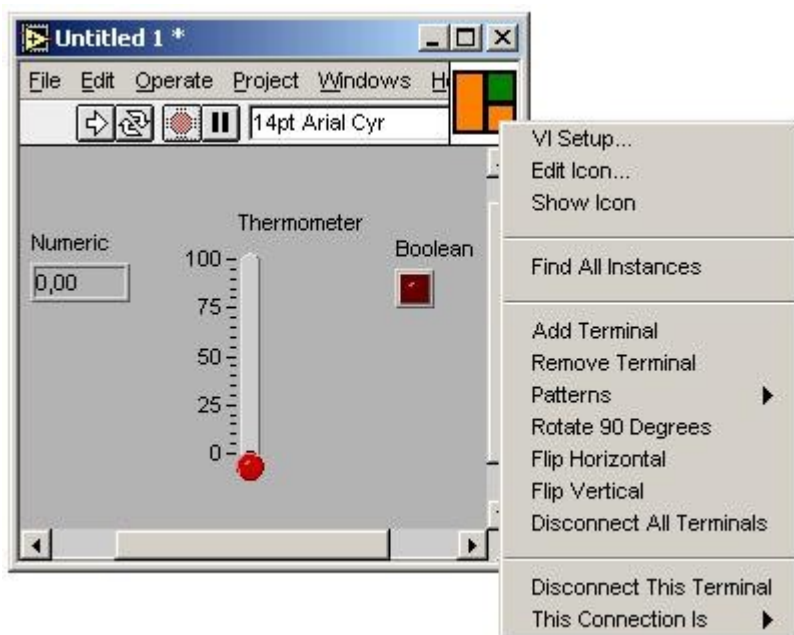 Untitled 1 *
File Edit Operate Project Windows
14pt Arial Cyr
VI Setup...
Edit Icon...
Show Icon
Find All Instances
Add Terminal
Remove Terminal
Patterns
Rotate 90 Degrees
Flip Horizontal
Flip Vertical
Disconnect All Terminals
Disconnect This Terminal
This Connection Is
Numeric
0,00
Thermometer
100
75
50
25
0
Boolean